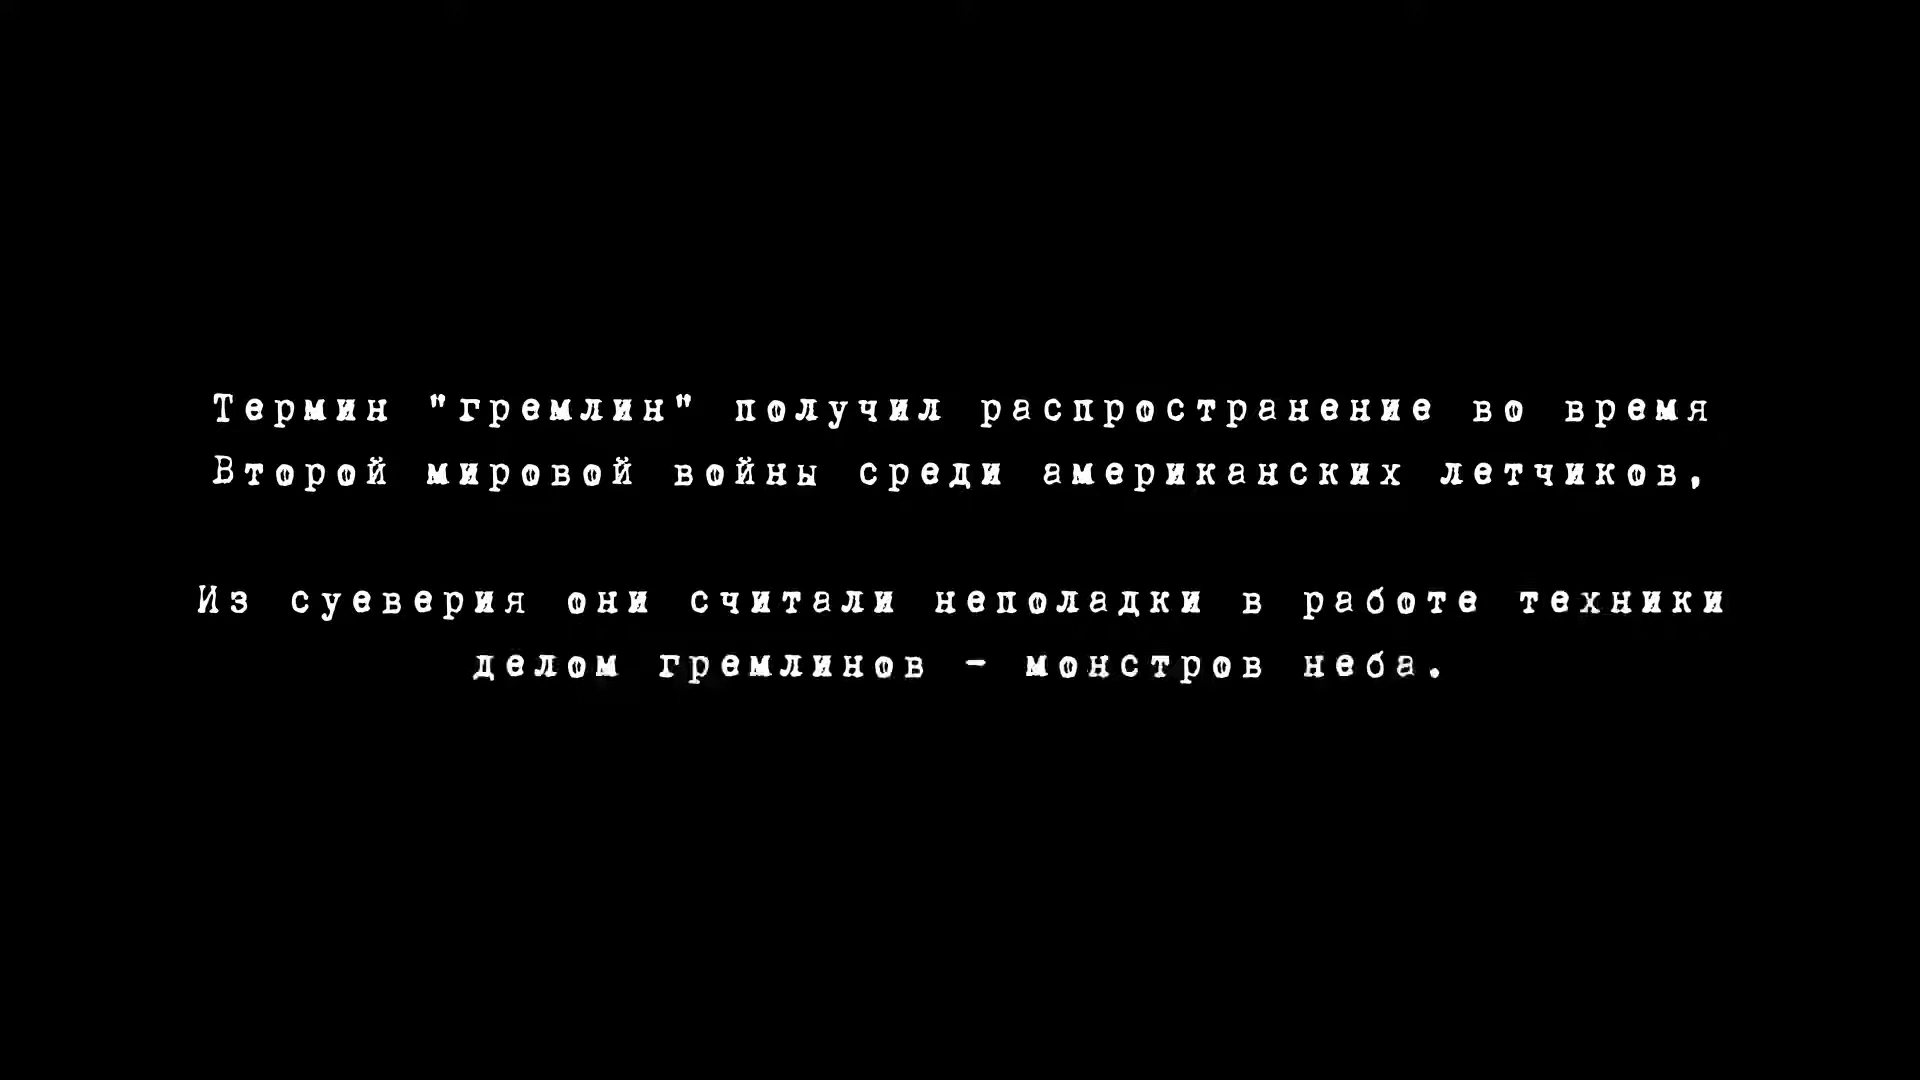 Термин "гремлин" получил распространение во время
Второй мировой войны среди американских летчиков,
Из суеверия они считали неполадки в работе техники
делом гремлинов - монстров неба.